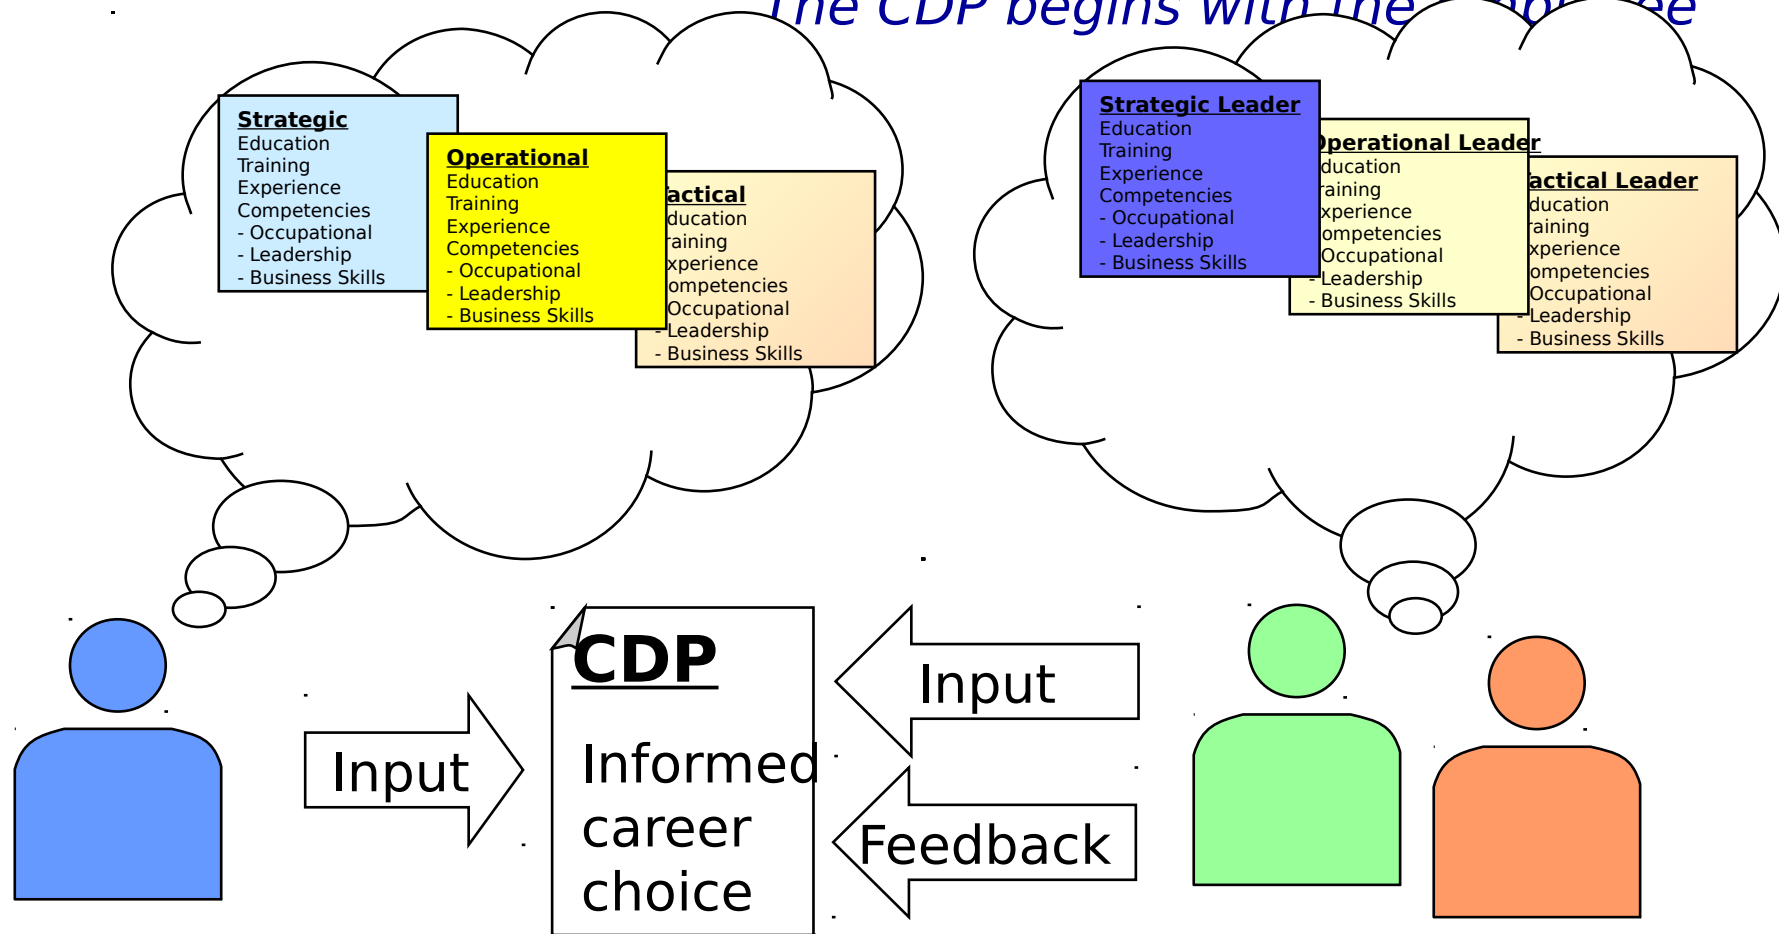 The CDP begins with the
Strategic
Education
Training
Experience
Competencies
- Occupational
- Leadership
- Business Skills
Operational
Education
Training
Experience
Competencies
- Occupational
- Leadership
- Business Skills
actical
ducation
raining
xperience
ompetencies
Occupational
- Leadership
- Business Skills
Strategic Leader
Education
Training
Experience
Competencies
- Occupational
- Leadership
- Business Skills
Operational Leader
ducation
raining
xperience
ompetencies
Occupational
- Leadership
- Business Skills
actical Leader
ducation
raining
xperience
ompetencies
Occupational
- Leadership
- Business Skills
CDP
Informed
career
choice
Input
Input
Feedback